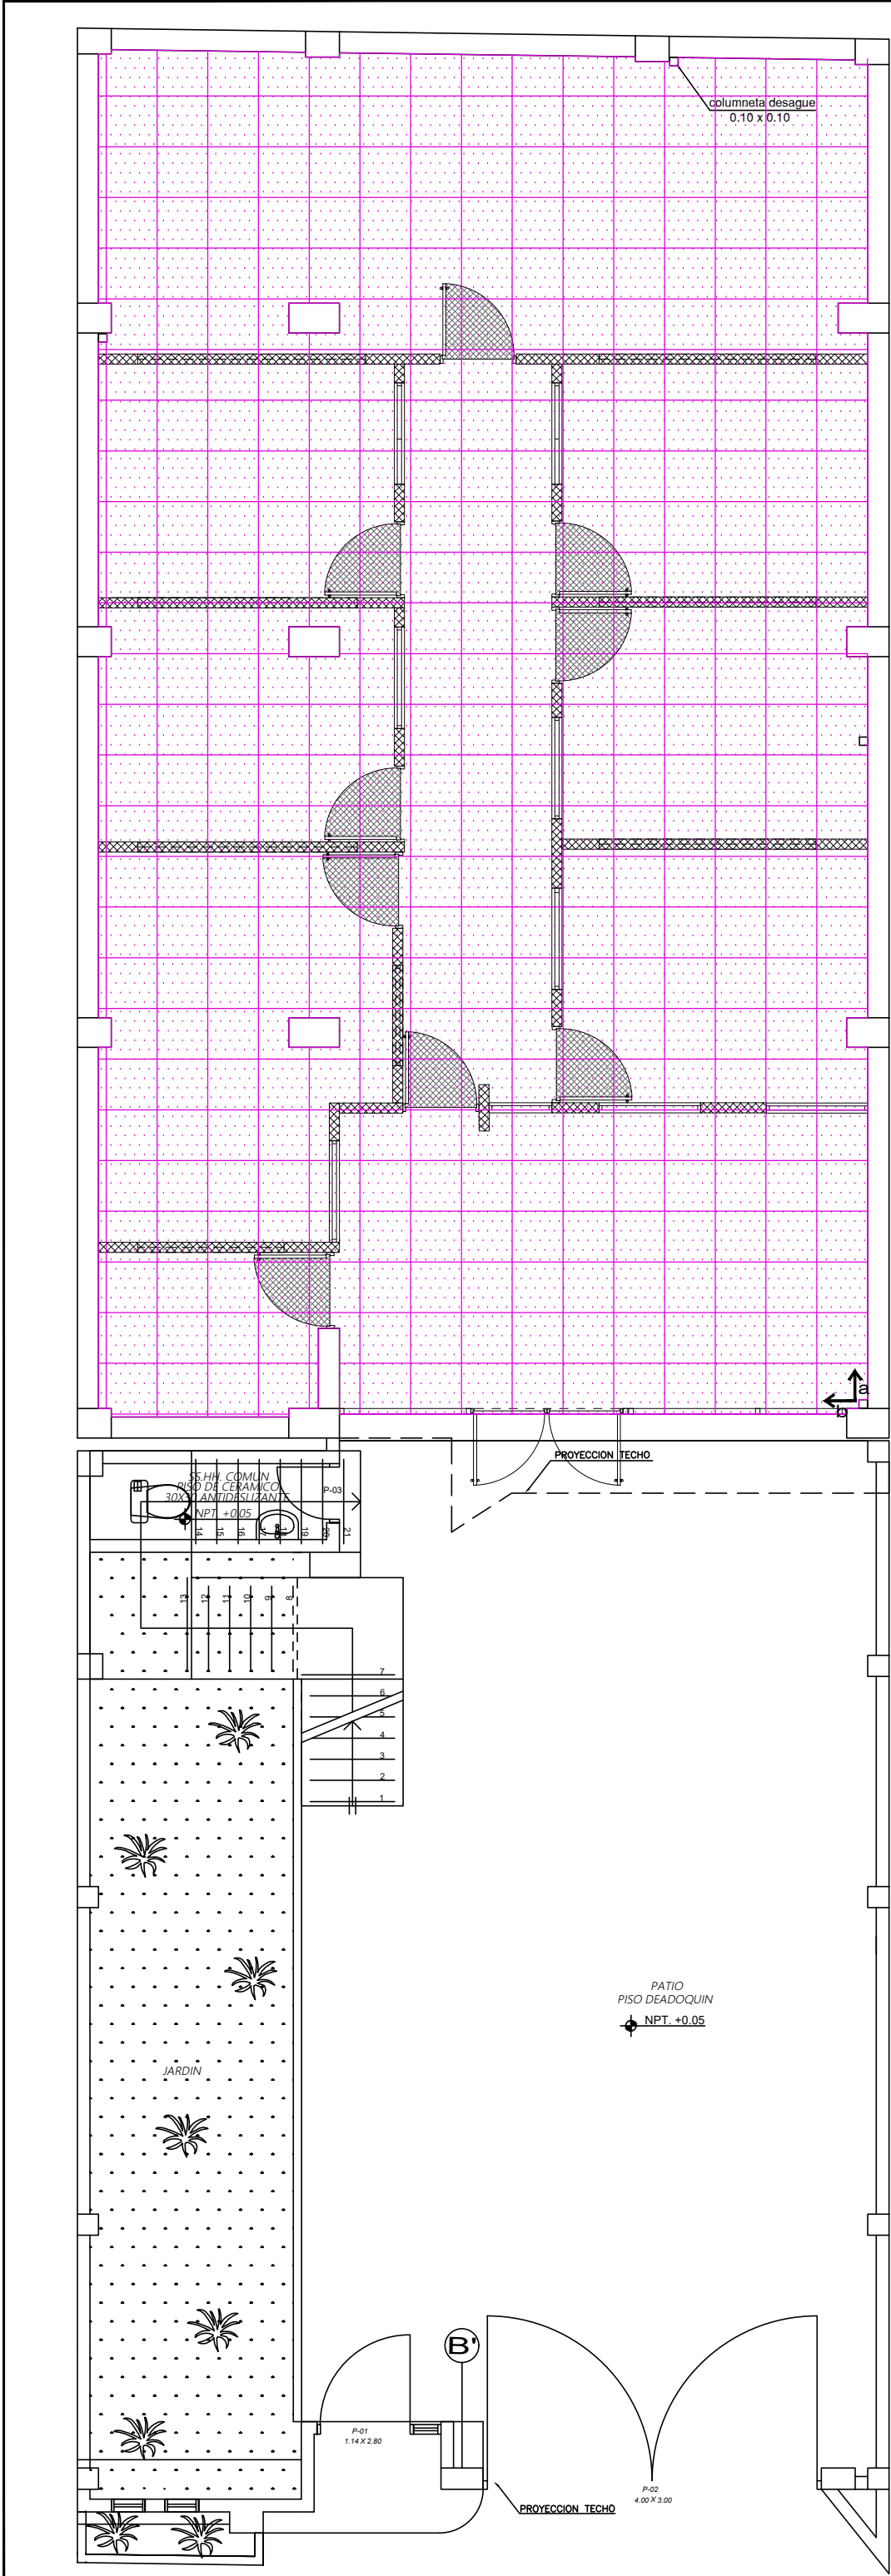 columneta desague
0.10 x 0.10
a
b
PROYECCION TECHO
SS.HH. COMUN
PISO DE CERAMICO
30X30 ANTIDESLIZANTE
NPT. +0.05
P-03
14
15
16
17
18
19
20
21
13
12
11
10
9
8
7
6
5
4
3
2
1
PATIO
PISO DEADOQUIN
NPT. +0.05
JARDIN
B'
P-01
1.14 X 2.80
P-02
4.00 X 3.00
PROYECCION TECHO